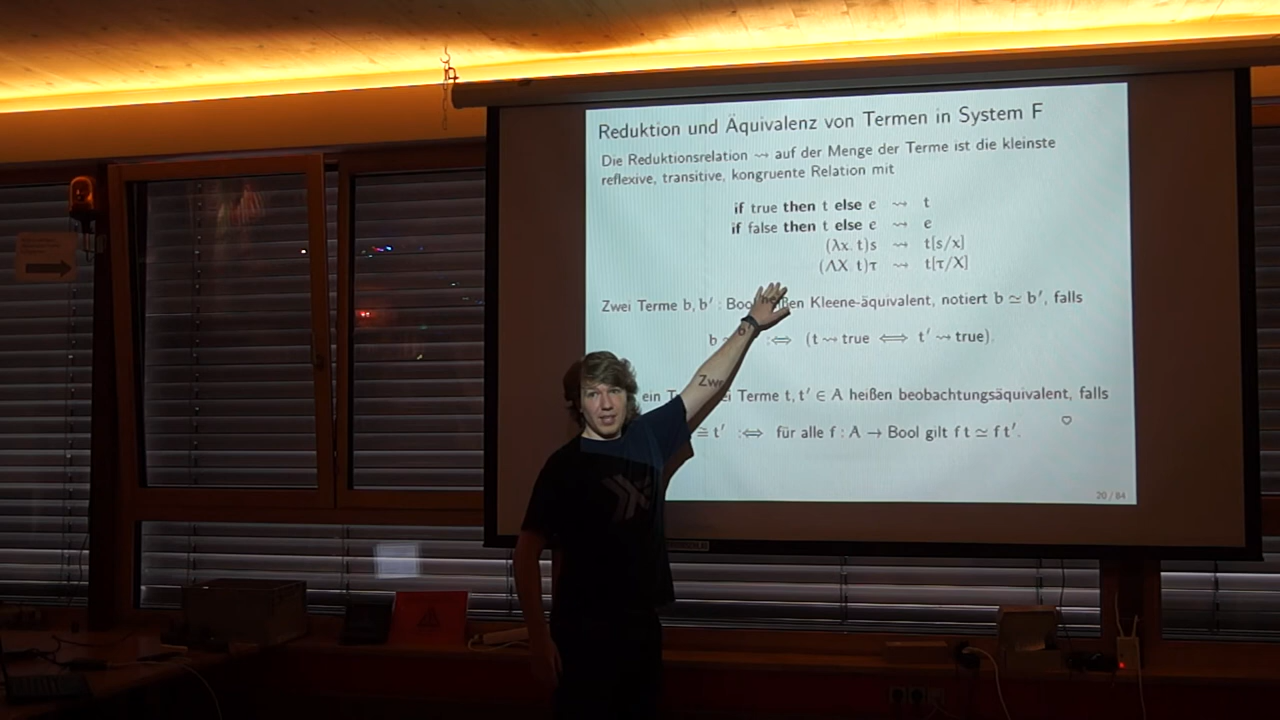 Reduktion und Äquivalenz von Termen in System F
Die Reduktionsrelation ⇝ auf der Menge der Terme ist die kleinste
reflexive, transitive, kongruente Relation mit
if true then t else e ⇝ t
if false then t else e ⇝ e
(λx. t)s ⇝ t[s/x]
(ΛX. t)τ ⇝ t[τ/X]
Zwei Terme b, b′ : Bool heißen Kleene-äquivalent, notiert b ≃ b′, falls
b ≃ b′ :⟺ (t ⇝ true ⟺ t′ ⇝ true).
ein Zwei Terme t, t′ ∈ A heißen beobachtungsäquivalent, falls
≅ t′ :⟺ für alle f : A → Bool gilt f t ≃ f t′.
♡
20 / 84